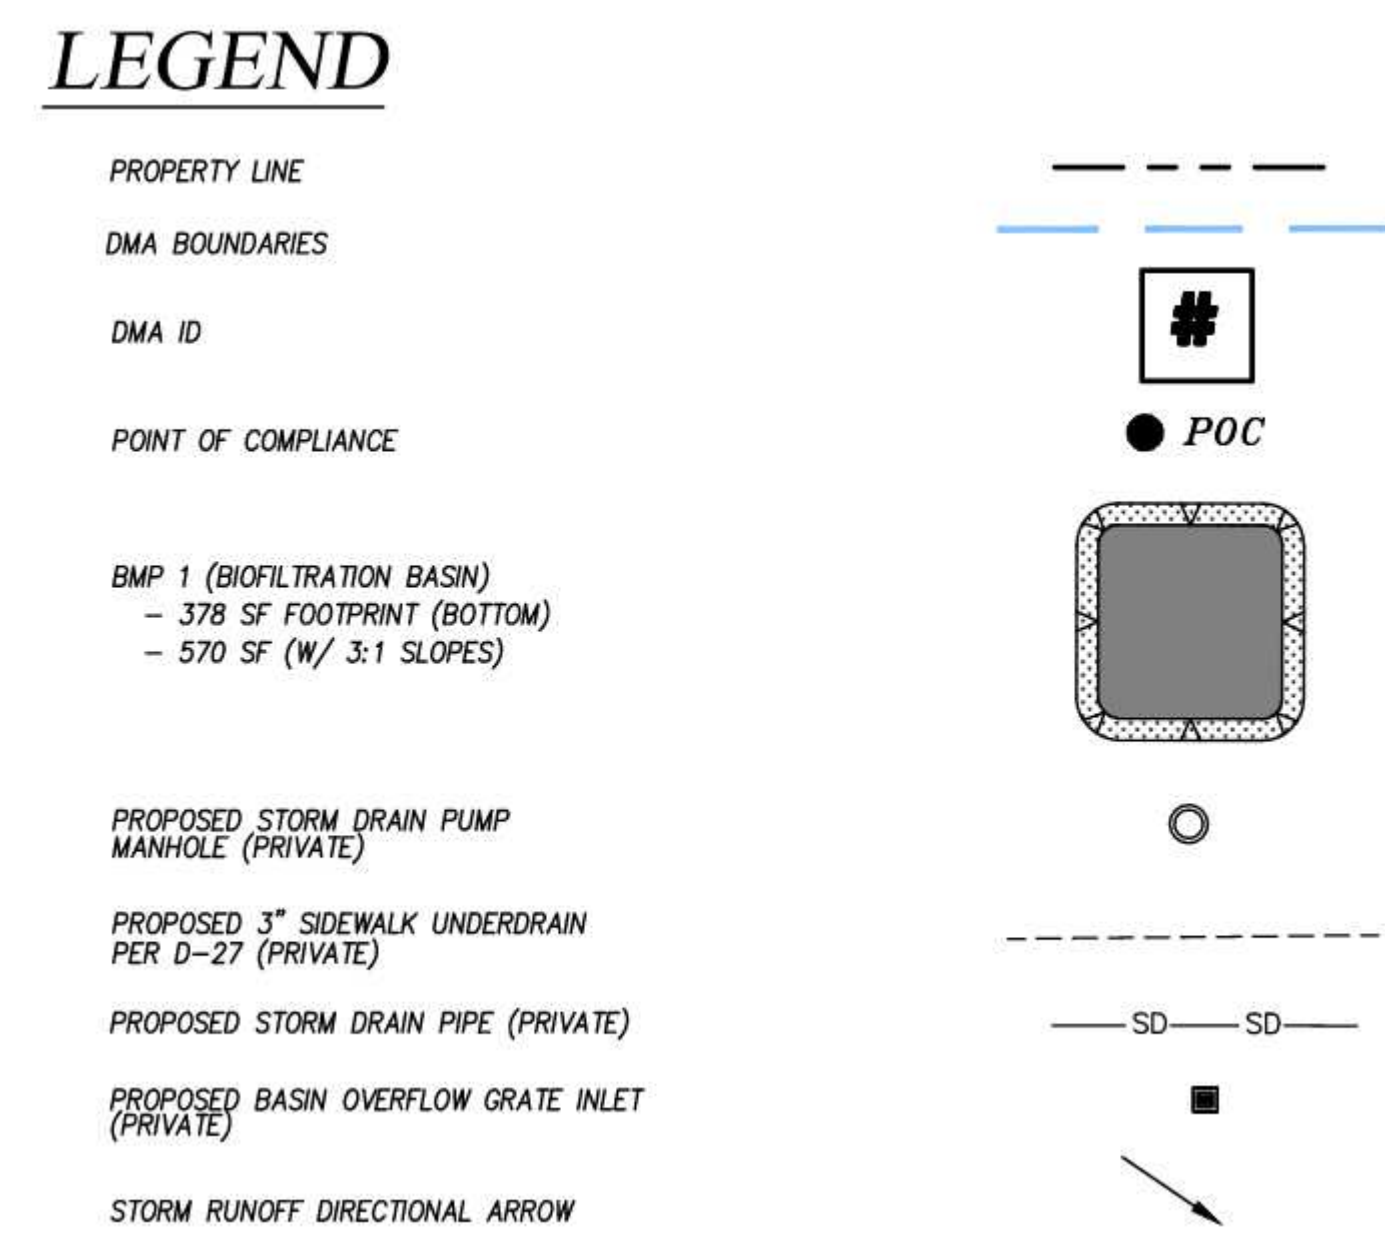 LEGEND
PROPERTY LINE
DMA BOUNDARIES
DMA ID
#
POINT OF COMPLIANCE
POC
BMP 1 (BIOFILTRATION BASIN)
– 378 SF FOOTPRINT (BOTTOM)
– 570 SF (W/ 3:1 SLOPES)
PROPOSED STORM DRAIN PUMP
MANHOLE (PRIVATE)
PROPOSED 3" SIDEWALK UNDERDRAIN
PER D–27 (PRIVATE)
PROPOSED STORM DRAIN PIPE (PRIVATE)
SD SD
PROPOSED BASIN OVERFLOW GRATE INLET
(PRIVATE)
STORM RUNOFF DIRECTIONAL ARROW